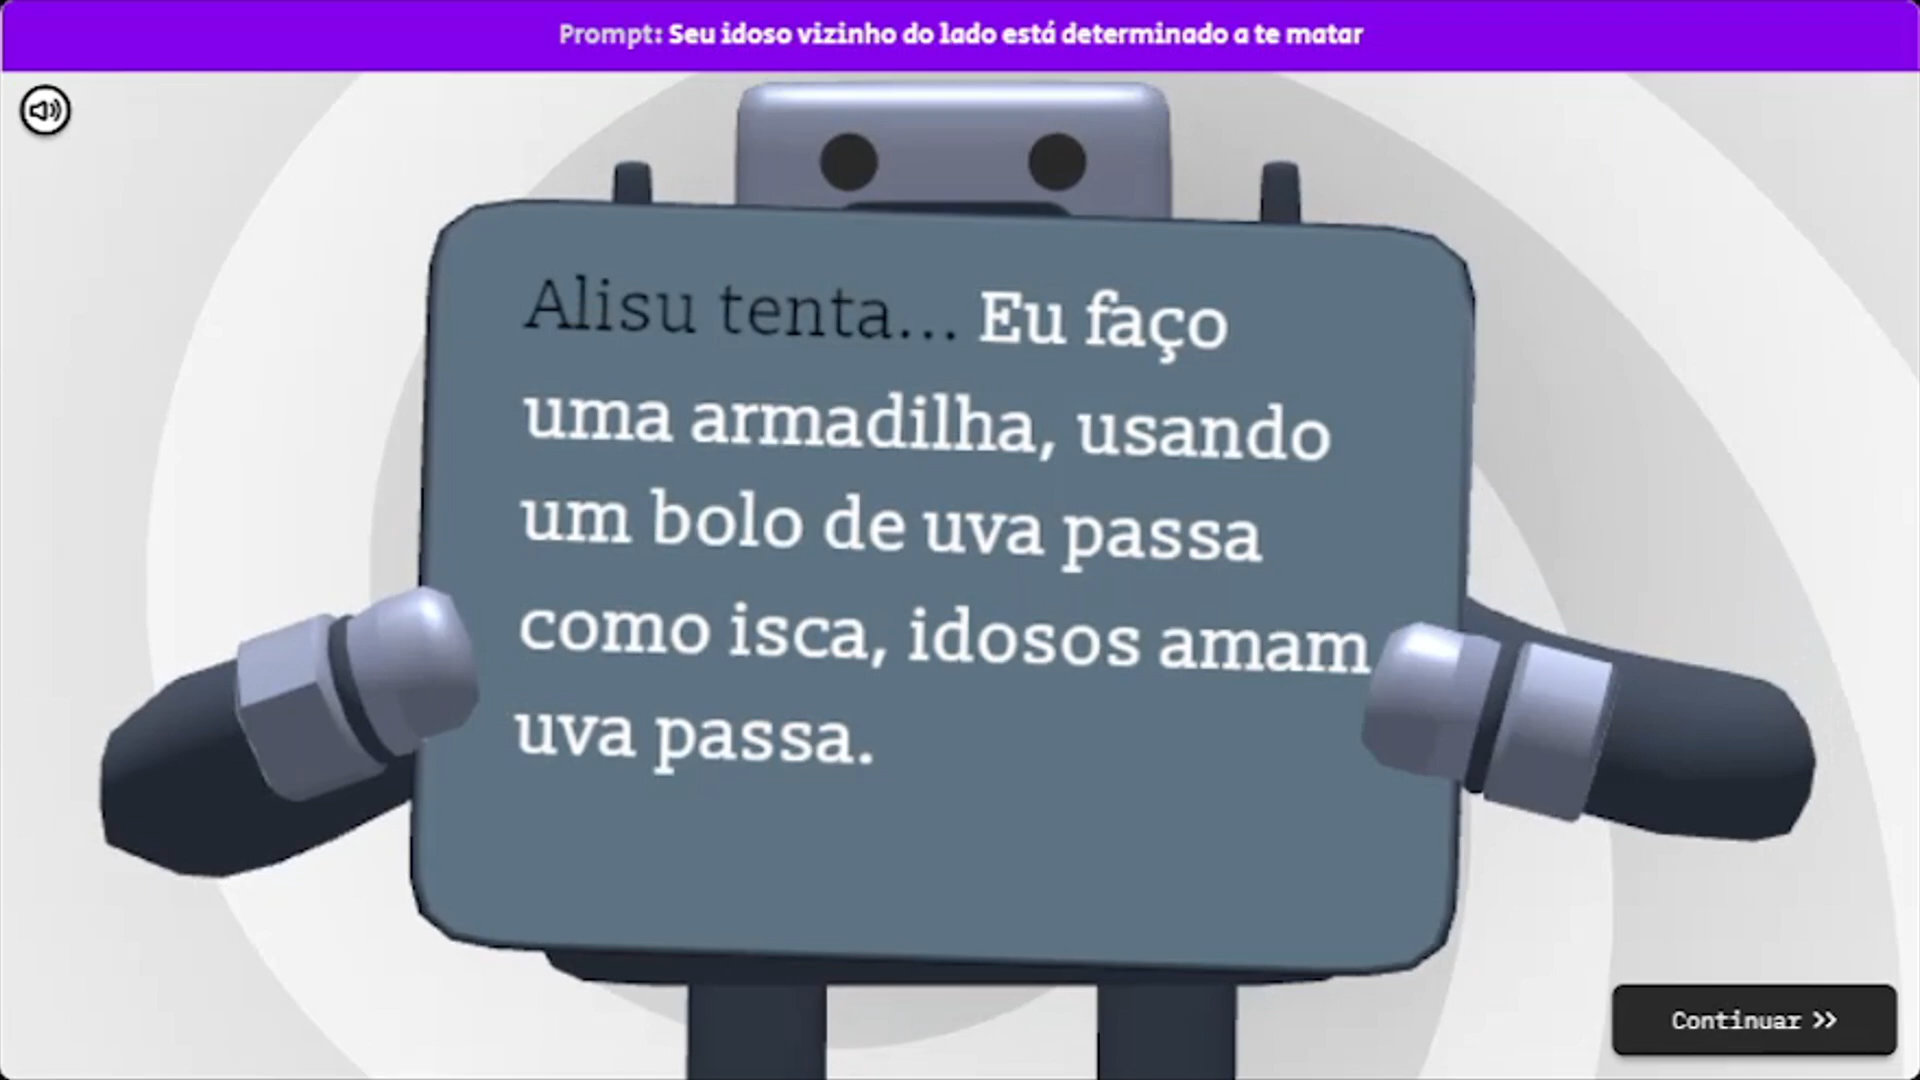 Prompt: Seu idoso vizinho do lado está determinado a te matar
Alisu tenta... Eu faço
uma armadilha, usando
um bolo de uva passa
como isca, idosos amam
uva passa.
Continuar >>